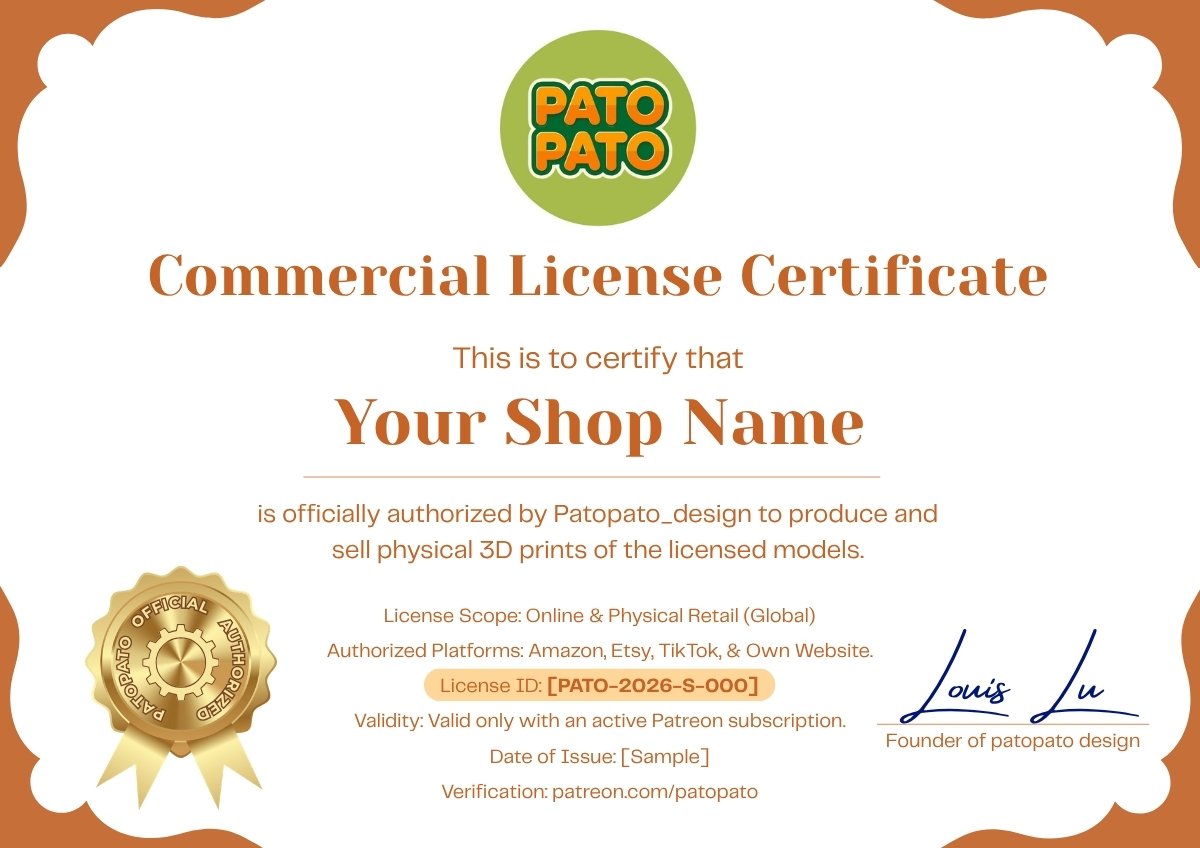 PATO
PATO
Commercial License Certificate
This is to certify that
Your Shop Name
is officially authorized by Patopato_design to produce and
sell physical 3D prints of the licensed models.
PATOPATO OFFICIAL AUTHORIZED
License Scope: Online & Physical Retail (Global)
Authorized Platforms: Amazon, Etsy, TikTok, & Own Website.
License ID: [PATO-2026-S-000]
Validity: Valid only with an active Patreon subscription.
Date of Issue: [Sample]
Verification: patreon.com/patopato
Louis Lu
Founder of patopato design